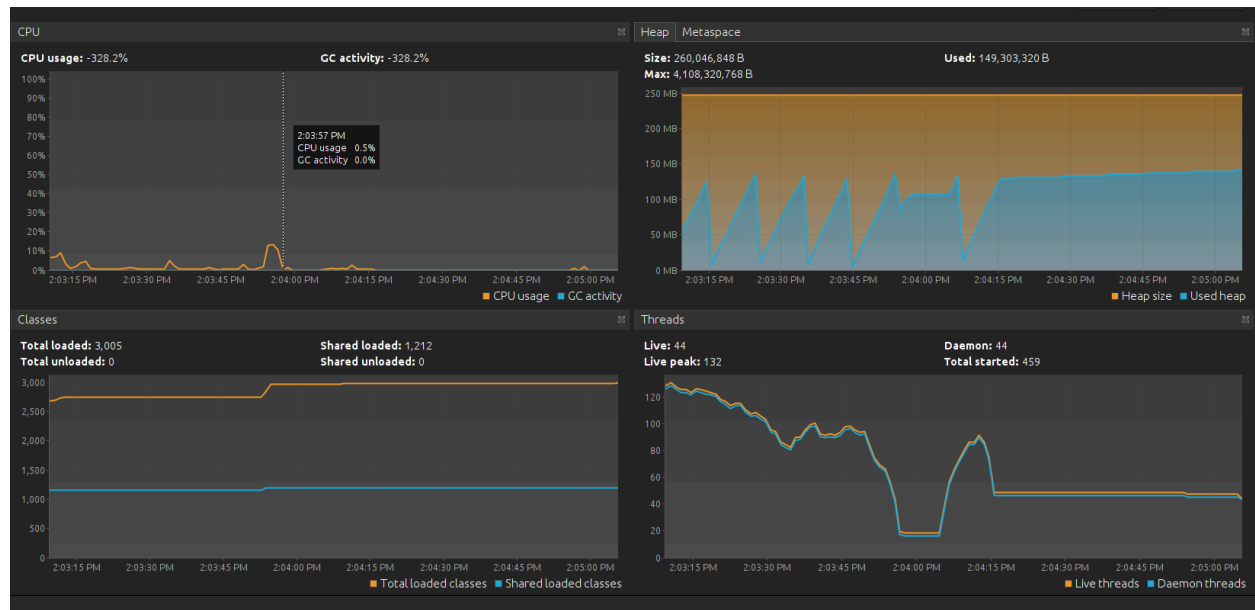 CPU
CPU usage: -328.2% GC activity: -328.2%
100%
90%
80%
70%
60%
50%
40%
30%
20%
10%
0%
2:03:57 PM
CPU usage 0.5%
GC activity 0.0%
2:03:15 PM 2:03:30 PM 2:03:45 PM 2:04:00 PM 2:04:15 PM 2:04:30 PM 2:04:45 PM 2:05:00 PM
CPU usage GC activity
Heap Metaspace
Size: 260,046,848 B Used: 149,303,320 B
Max: 4,108,320,768 B
250 MB
200 MB
150 MB
100 MB
50 MB
0 MB
2:03:15 PM 2:03:30 PM 2:03:45 PM 2:04:00 PM 2:04:15 PM 2:04:30 PM 2:04:45 PM 2:05:00 PM
Heap size Used heap
Classes
Total loaded: 3,005 Shared loaded: 1,212
Total unloaded: 0 Shared unloaded: 0
3,000
2,500
2,000
1,500
1,000
500
0
2:03:15 PM 2:03:30 PM 2:03:45 PM 2:04:00 PM 2:04:15 PM 2:04:30 PM 2:04:45 PM 2:05:00 PM
Total loaded classes Shared loaded classes
Threads
Live: 44 Daemon: 44
Live peak: 132 Total started: 459
120
100
80
60
40
20
0
2:03:15 PM 2:03:30 PM 2:03:45 PM 2:04:00 PM 2:04:15 PM 2:04:30 PM 2:04:45 PM 2:05:00 PM
Live threads Daemon threads